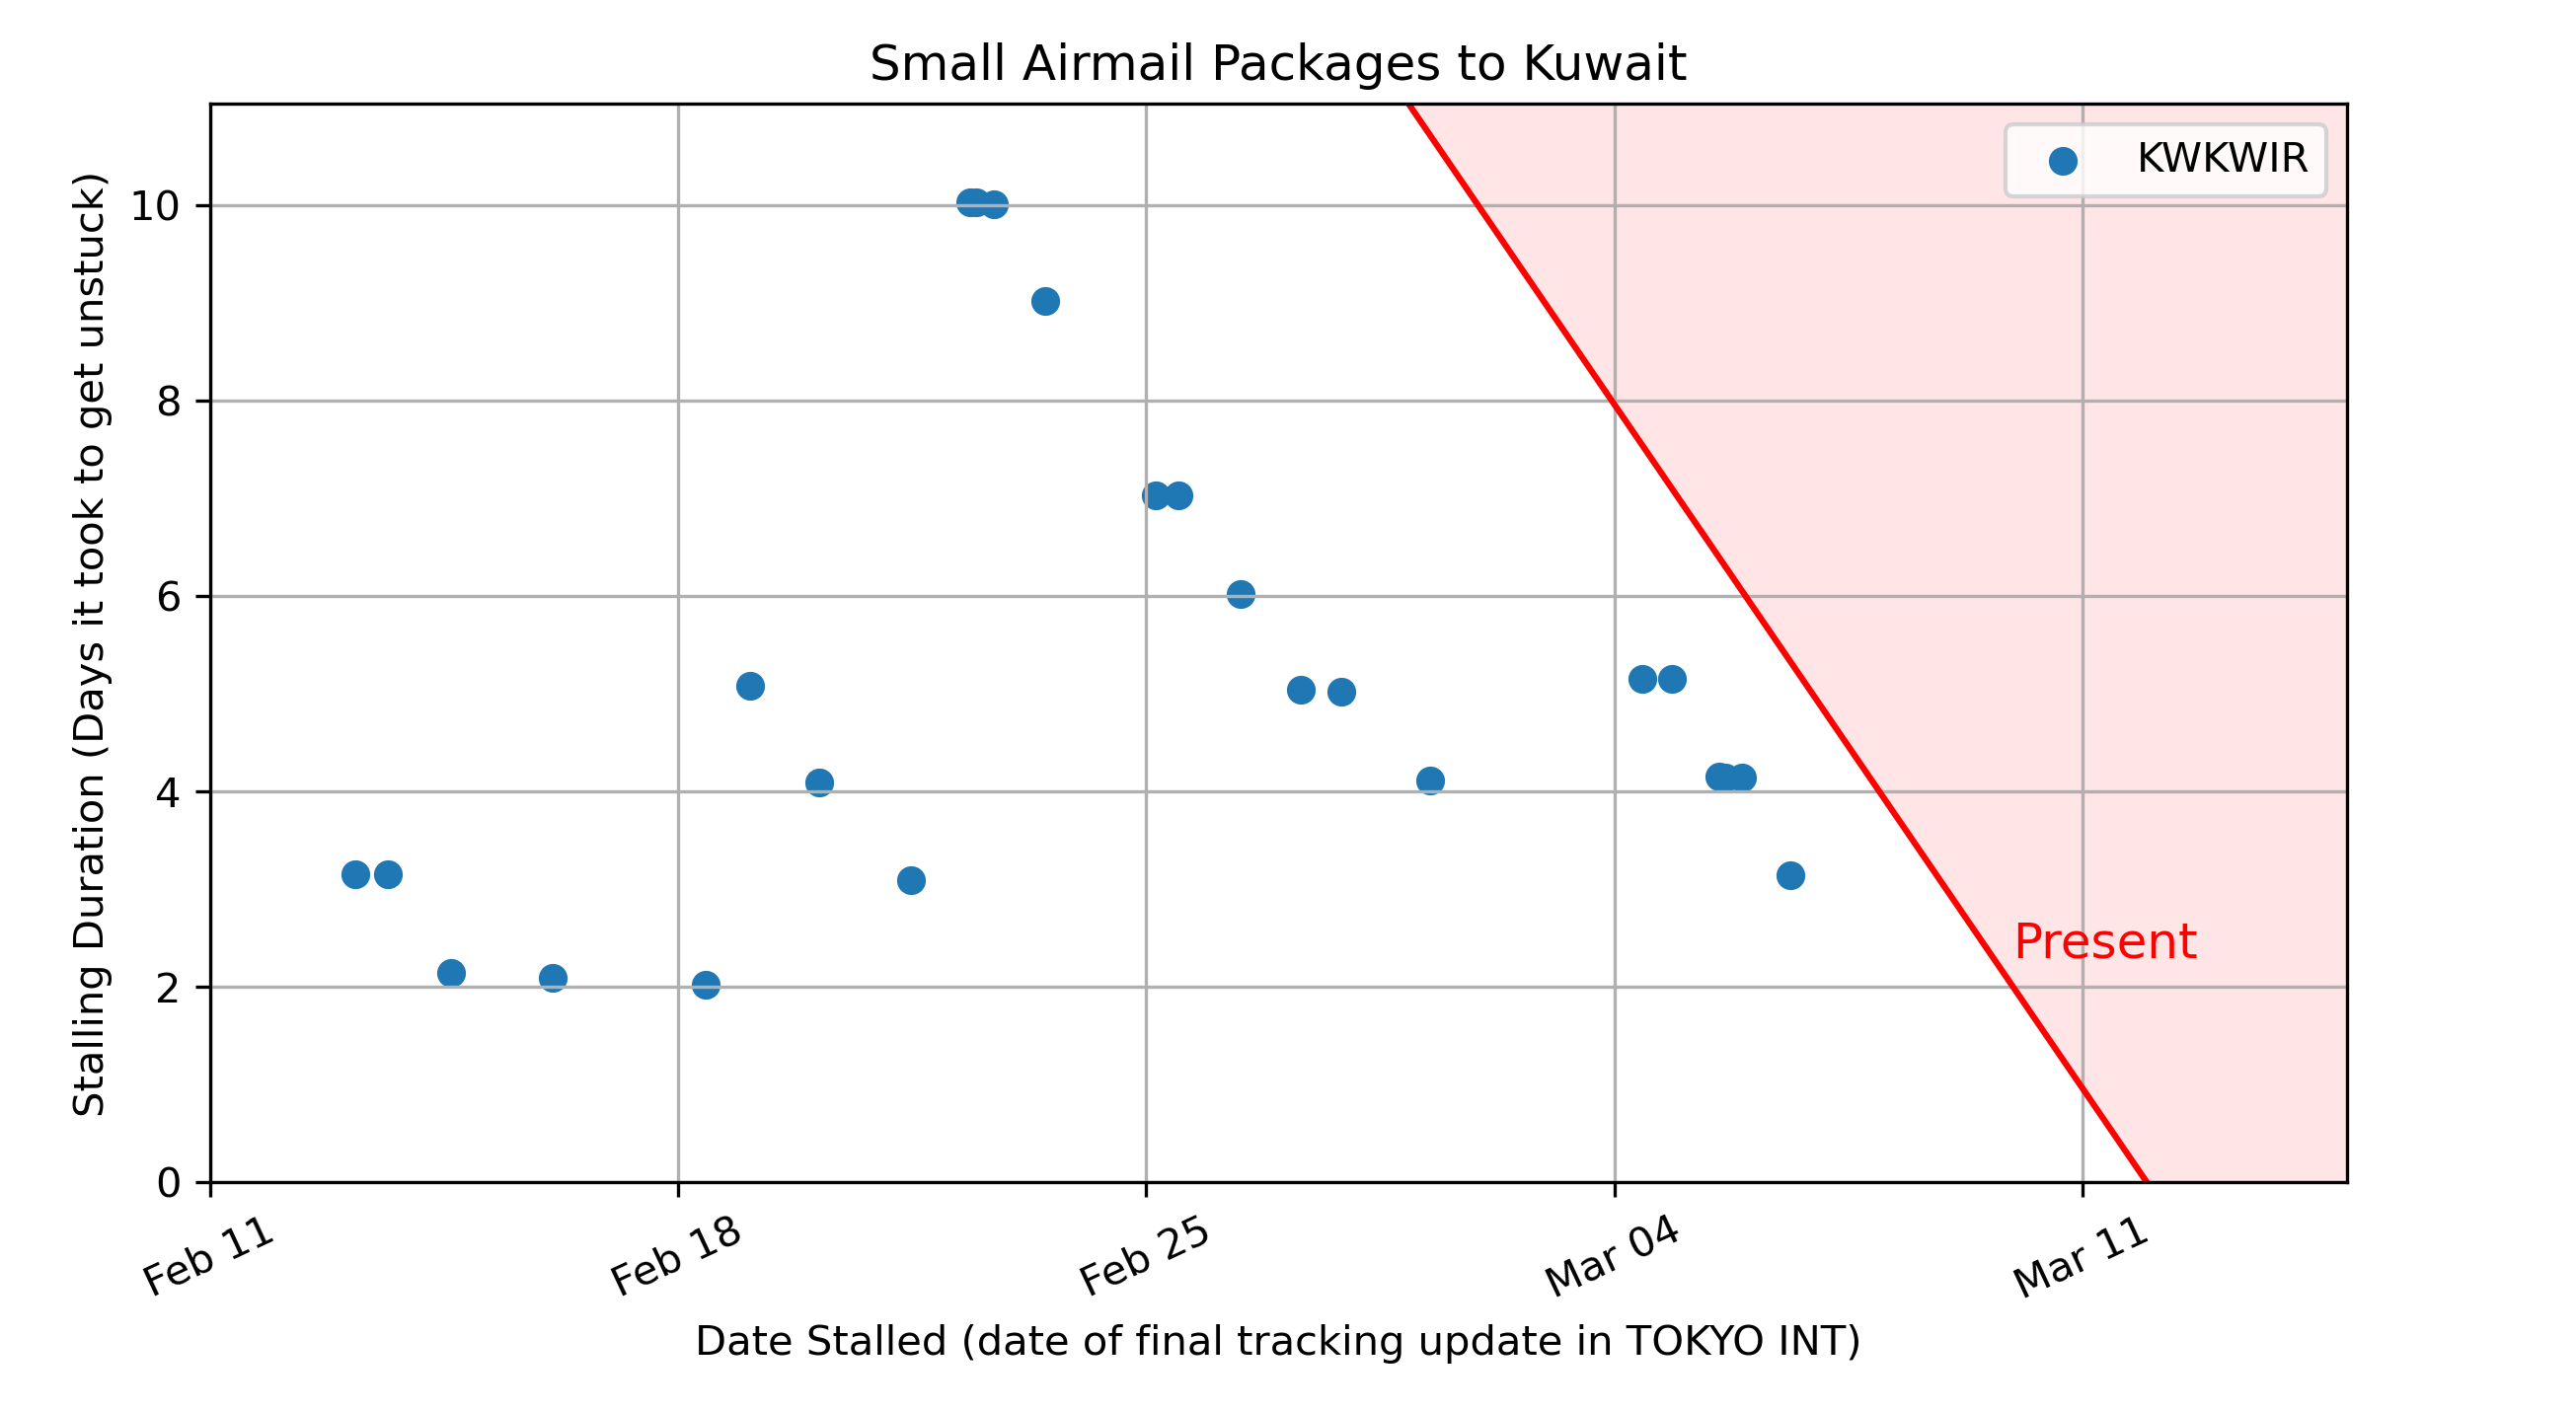 Small Airmail Packages to Kuwait
KWKWIR
Stalling Duration (Days it took to get unstuck)
10
8
6
4
2
0
Present
Feb 11
Feb 18
Feb 25
Mar 04
Mar 11
Date Stalled (date of final tracking update in TOKYO INT)